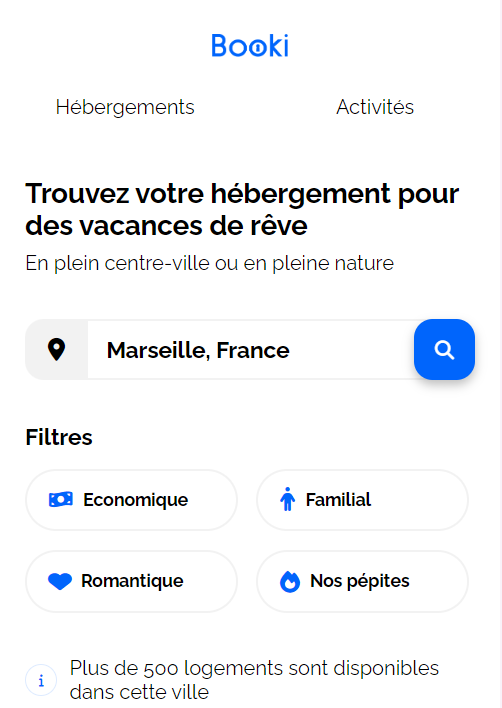 Booki
Hébergements
Activités
Trouvez votre hébergement pour
des vacances de rêve
En plein centre-ville ou en pleine nature
Marseille, France
Filtres
Economique
Familial
Romantique
Nos pépites
i
Plus de 500 logements sont disponibles
dans cette ville